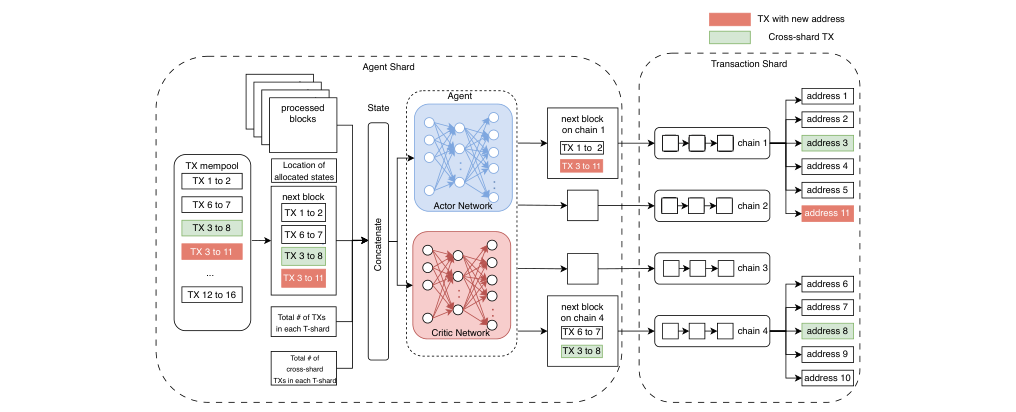 TX with new address
Cross-shard TX
Agent Shard
Transaction Shard
processed
blocks
State
Agent
TX mempool
TX 1 to 2
TX 6 to 7
TX 3 to 8
TX 3 to 11
...
TX 12 to 16
Location of
allocated states
next block
TX 1 to 2
TX 6 to 7
TX 3 to 8
TX 3 to 11
Total # of TXs
in each T-shard
Total # of
cross-shard
TXs in each T-shard
Concatenate
Actor Network
Critic Network
next block
on chain 1
TX 1 to 2
TX 3 to 11
next block
on chain 4
TX 6 to 7
TX 3 to 8
chain 1
chain 2
chain 3
chain 4
address 1
address 2
address 3
address 4
address 5
address 11
address 6
address 7
address 8
address 9
address 10